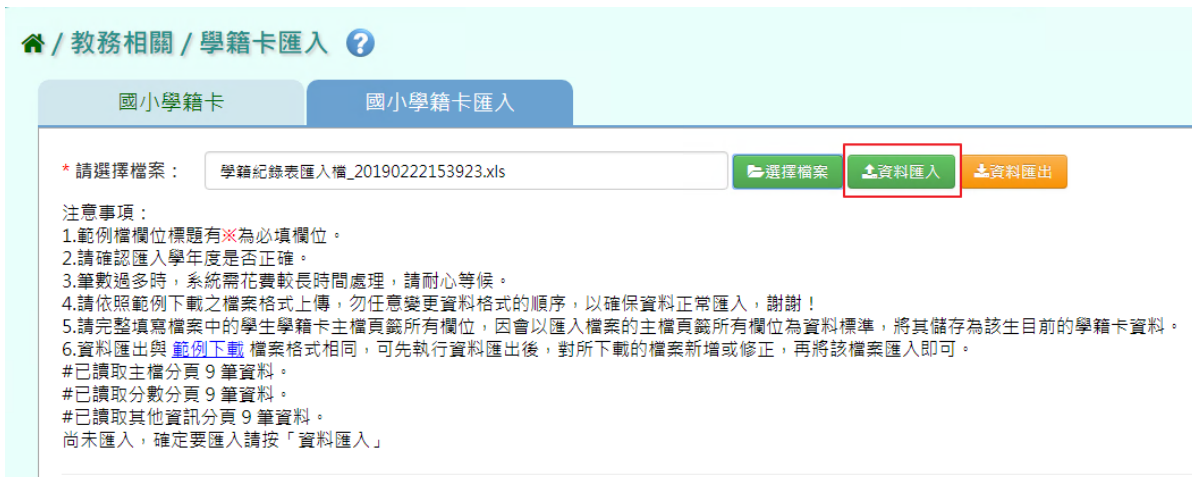 / 教務相關 / 學籍卡匯入 ?
國小學籍卡 國小學籍卡匯入
* 請選擇檔案： 學籍紀錄表匯入檔_20190222153923.xls 選擇檔案 資料匯入 資料匯出
注意事項：
1.範例檔欄位標題有※為必填欄位。
2.請確認匯入學年度是否正確。
3.筆數過多時，系統需花費較長時間處理，請耐心等候。
4.請依照範例下載之檔案格式上傳，勿任意變更資料格式的順序，以確保資料正常匯入，謝謝！
5.請完整填寫檔案中的學生學籍卡主檔頁籤所有欄位，因會以匯入檔案的主檔頁籤所有欄位為資料標準，將其儲存為該生目前的學籍卡資料。
6.資料匯出與 範例下載 檔案格式相同，可先執行資料匯出後，對所下載的檔案新增或修正，再將該檔案匯入即可。
#已讀取主檔分頁 9 筆資料。
#已讀取分數分頁 9 筆資料。
#已讀取其他資訊分頁 9 筆資料。
尚未匯入，確定要匯入請按「資料匯入」